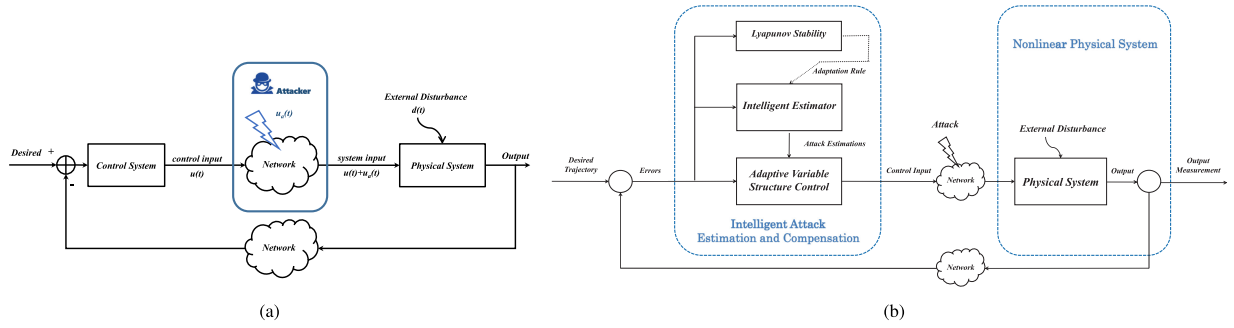 Attacker
u_a(t)
External Disturbance
d(t)
Desired
+
-
Control System
control input
u(t)
Network
system input
u(t)+u_a(t)
Physical System
Output
Network
(a)
Lyapunov Stability
Adaptation Rule
Intelligent Estimator
Attack Estimations
Desired
Trajectory
Errors
Adaptive Variable
Structure Control
Intelligent Attack
Estimation and Compensation
Control Input
Attack
Network
Nonlinear Physical System
External Disturbance
Physical System
Output
Output
Measurement
Network
(b)